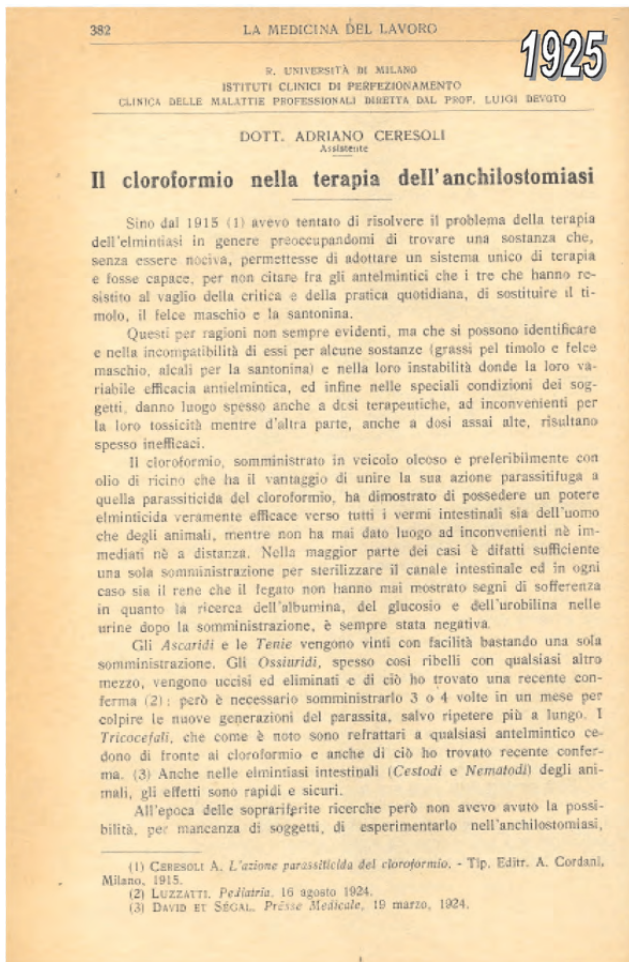 382 LA MEDICINA DEL LAVORO
1925
R. UNIVERSITÀ DI MILANO
ISTITUTI CLINICI DI PERFEZIONAMENTO
CLINICA DELLE MALATTIE PROFESSIONALI DIRETTA DAL PROF. LUIGI DEVOTO
DOTT. ADRIANO CERESOLI
Assistente
Il cloroformio nella terapia dell'anchilostomiasi
Sino dal 1915 (1) avevo tentato di risolvere il problema della terapia
dell'elmintiasi in genere preoccupandomi di trovare una sostanza che,
senza essere nociva, permettesse di adottare un sistema unico di terapia
e fosse capace, per non citare fra gli antelmintici che i tre che hanno re-
sistito al vaglio della critica e della pratica quotidiana, di sostituire il ti-
molo, il felce maschio e la santonina.
Questi per ragioni non sempre evidenti, ma che si possono identificare
e nella incompatibilità di essi per alcune sostanze (grassi pel timolo e felce
maschio, alcali per la santonina) e nella loro instabilità donde la loro va-
riabile efficacia antielmintica, ed infine nelle speciali condizioni dei sog-
getti, danno luogo spesso anche a dosi terapeutiche, ad inconvenienti per
la loro tossicità mentre d'altra parte, anche a dosi assai alte, risultano
spesso inefficaci.
Il cloroformio, somministrato in veicolo oleoso e preferibilmente con
olio di ricino che ha il vantaggio di unire la sua azione parassitifuga a
quella parassiticida del cloroformio, ha dimostrato di possedere un potere
elminticida veramente efficace verso tutti i vermi intestinali sia dell'uomo
che degli animali, mentre non ha mai dato luogo ad inconvenienti nè im-
mediati nè a distanza. Nella maggior parte dei casi è difatti sufficiente
una sola somministrazione per sterilizzare il canale intestinale ed in ogni
caso sia il rene che il fegato non hanno mai mostrato segni di sofferenza
in quanto la ricerca dell'albumina, del glucosio e dell'urobilina nelle
urine dopo la somministrazione, è sempre stata negativa.
Gli Ascaridi e le Tenie vengono vinti con facilità bastando una sola
somministrazione. Gli Ossiuridi, spesso così ribelli con qualsiasi altro
mezzo, vengono uccisi ed eliminati e di ciò ho trovato una recente con-
ferma (2); però è necessario somministrarlo 3 o 4 volte in un mese per
colpire le nuove generazioni del parassita, salvo ripetere più a lungo. I
Tricocefali, che come è noto sono refrattari a qualsiasi antelmintico ce-
dono di fronte al cloroformio e anche di ciò ho trovato recente confer-
ma. (3) Anche nelle elmintiasi intestinali (Cestodi e Nematodi) degli ani-
mali, gli effetti sono rapidi e sicuri.
All'epoca delle soprariferite ricerche però non avevo avuto la possi-
bilità, per mancanza di soggetti, di esperimentarlo nell'anchilostomiasi,
(1) CERESOLI A. L'azione parassiticida del cloroformio. - Tip. Editr. A. Cordani,
Milano, 1915.
(2) LUZZATTI. Pediatria, 16 agosto 1924.
(3) DAVID ET SÉGAL. Prèsse Medicale, 19 marzo, 1924.